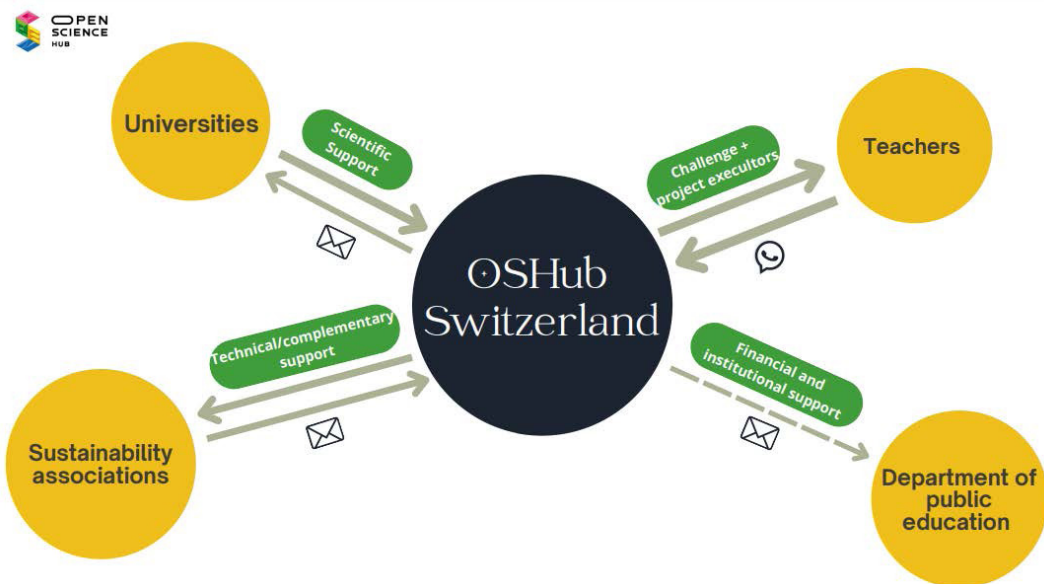 OPEN
SCIENCE
HUB
Universities
Scientific
Support
Challenge +
project executors
Teachers
OSHub
Switzerland
Technical/complementary
support
Financial and
institutional support
Sustainability
associations
Department of
public
education